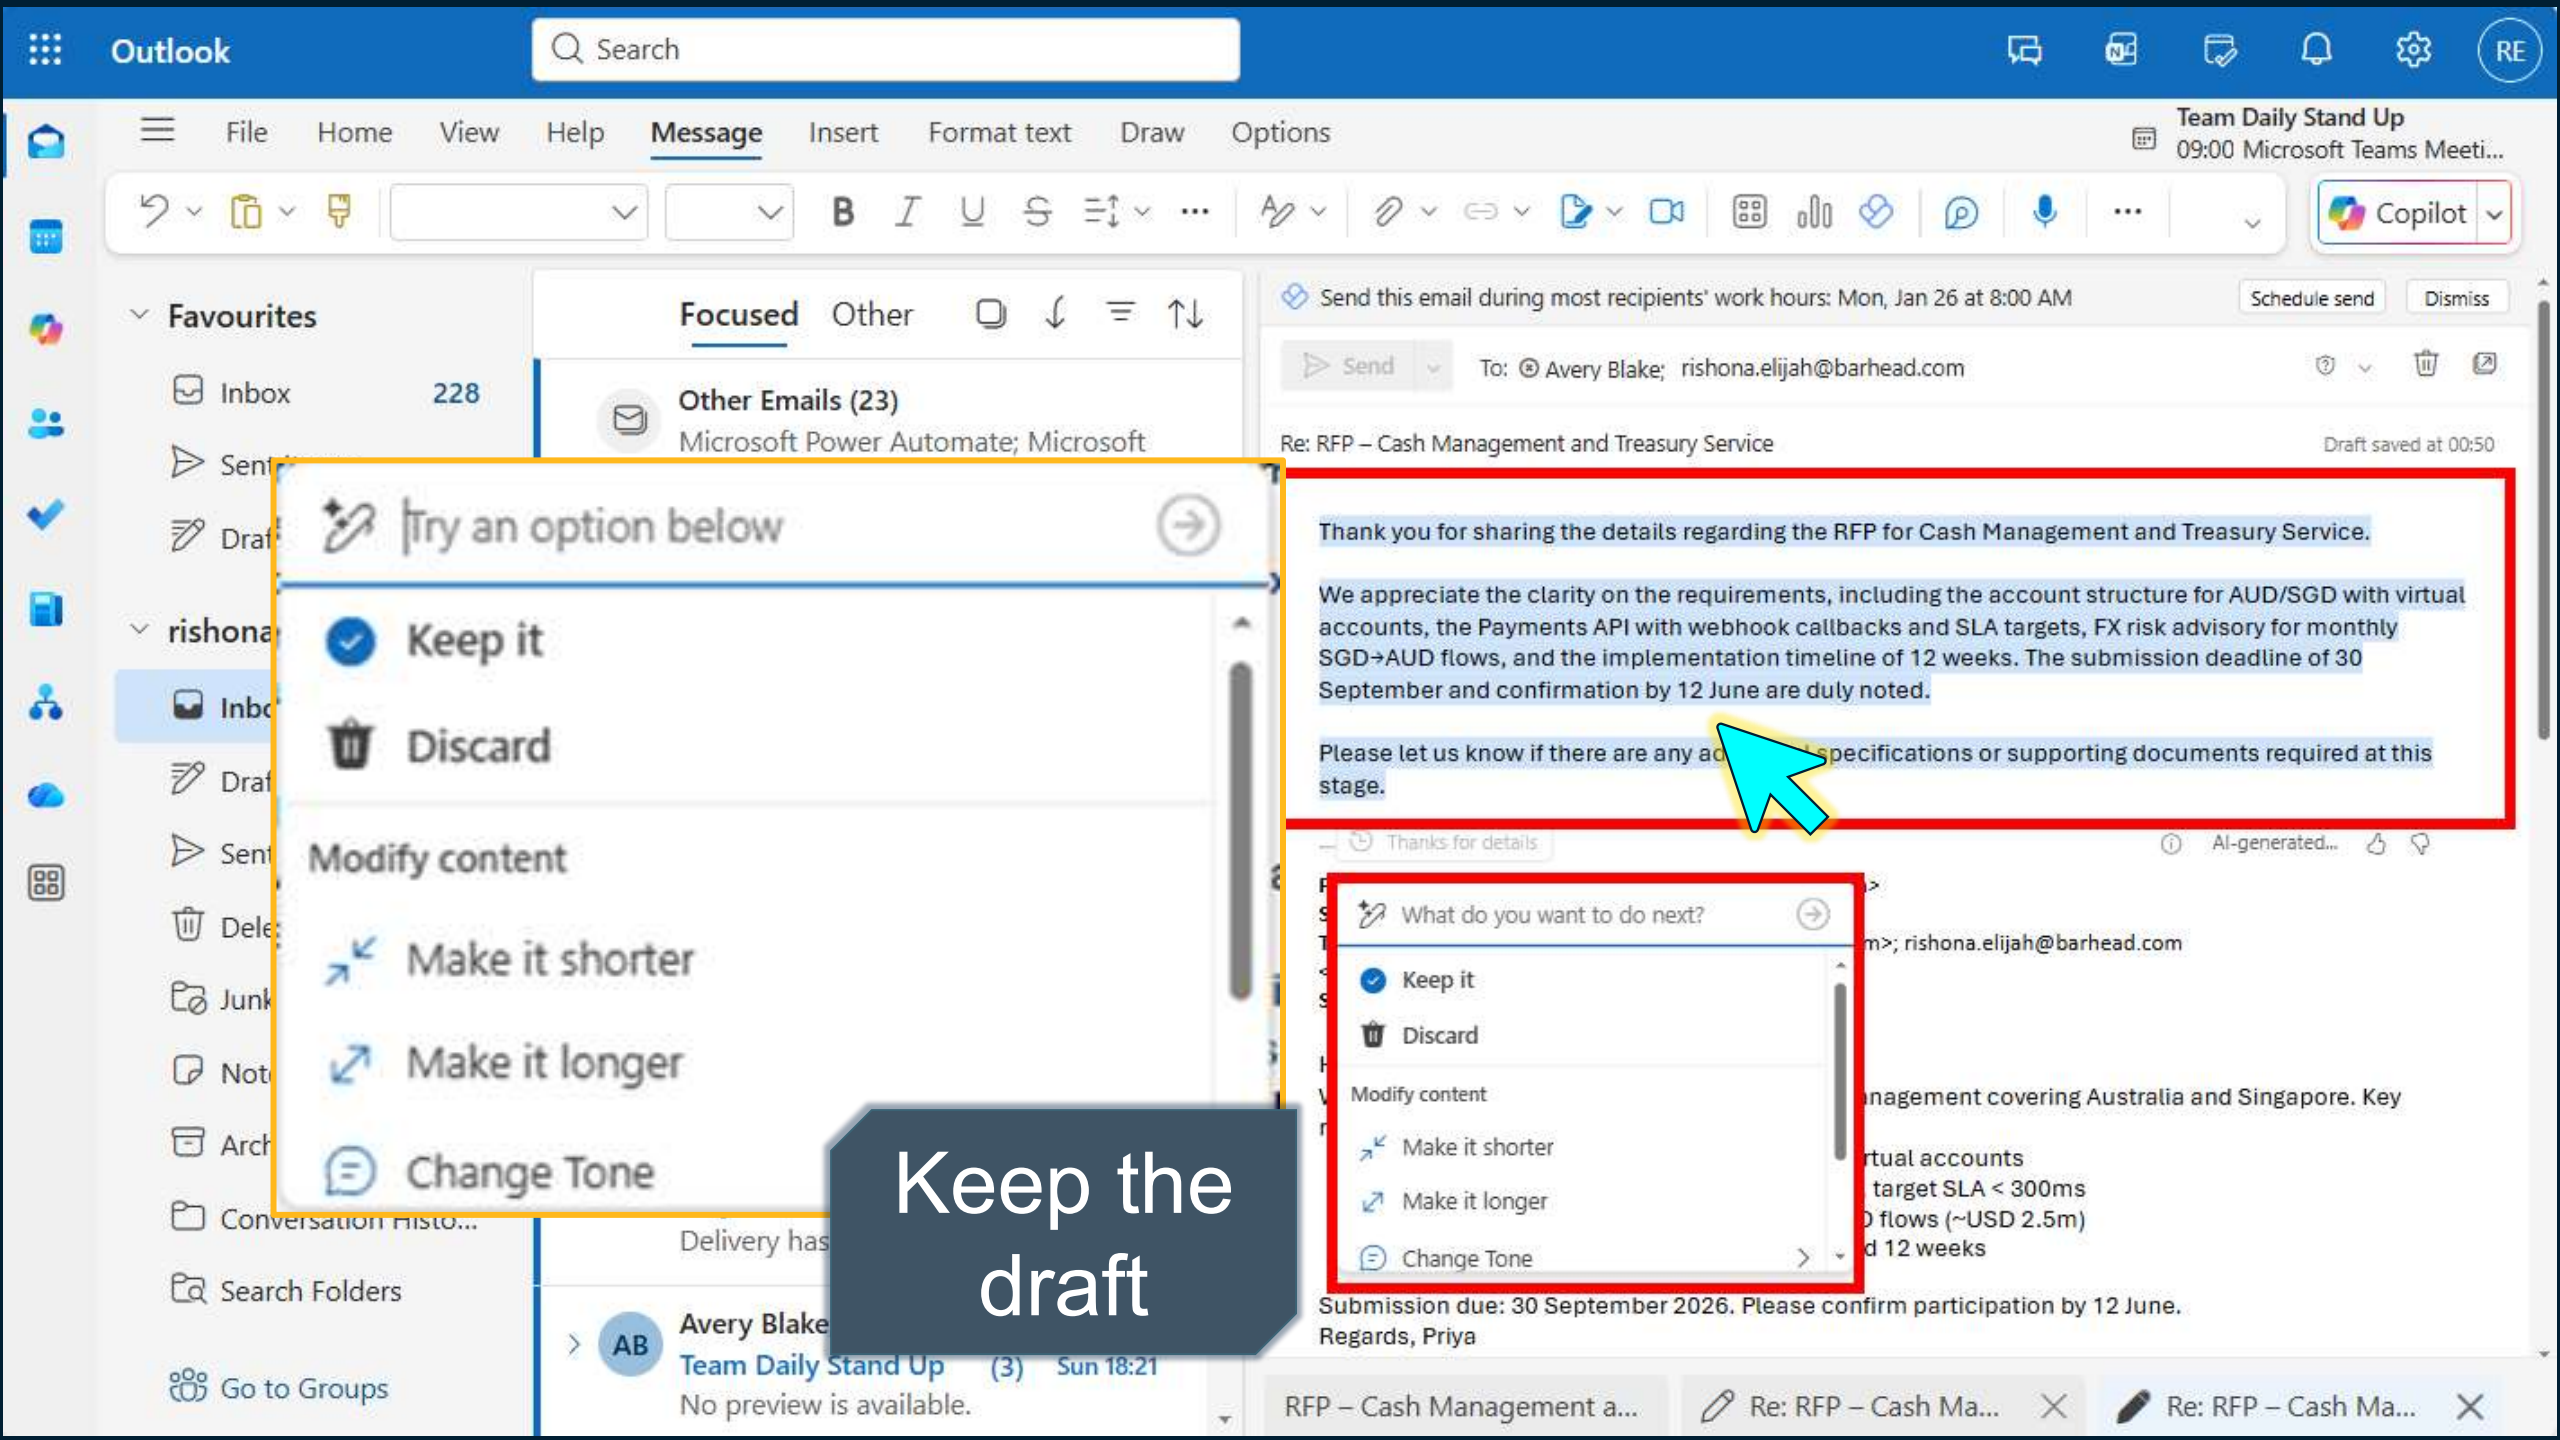 Outlook
Search
RE
File Home View Help Message Insert Format text Draw Options
Team Daily Stand Up
09:00 Microsoft Teams Meeti...
Copilot
Favourites
Inbox 228
Sent
Draf
rishona
Inbo
Draf
Sent
Dele
Junk
Note
Arch
Conversation Histo...
Search Folders
Go to Groups
Focused Other
Other Emails (23)
Microsoft Power Automate; Microsoft
Try an option below
Keep it
Discard
Modify content
Make it shorter
Make it longer
Change Tone
Keep the
draft
Delivery has
AB
Avery Blake
Team Daily Stand Up (3) Sun 18:21
No preview is available.
Send this email during most recipients' work hours: Mon, Jan 26 at 8:00 AM
Schedule send Dismiss
Send To: Avery Blake; rishona.elijah@barhead.com
Re: RFP – Cash Management and Treasury Service Draft saved at 00:50
Thank you for sharing the details regarding the RFP for Cash Management and Treasury Service.
We appreciate the clarity on the requirements, including the account structure for AUD/SGD with virtual
accounts, the Payments API with webhook callbacks and SLA targets, FX risk advisory for monthly
SGD→AUD flows, and the implementation timeline of 12 weeks. The submission deadline of 30
September and confirmation by 12 June are duly noted.
Please let us know if there are any ad specifications or supporting documents required at this
stage.
Thanks for details AI-generated...
What do you want to do next?
m>; rishona.elijah@barhead.com
Keep it
Discard
Modify content
nagement covering Australia and Singapore. Key
Make it shorter
rtual accounts
target SLA < 300ms
Make it longer
flows (~USD 2.5m)
d 12 weeks
Change Tone
Submission due: 30 September 2026. Please confirm participation by 12 June.
Regards, Priya
RFP – Cash Management a... Re: RFP – Cash Ma... Re: RFP – Cash Ma...